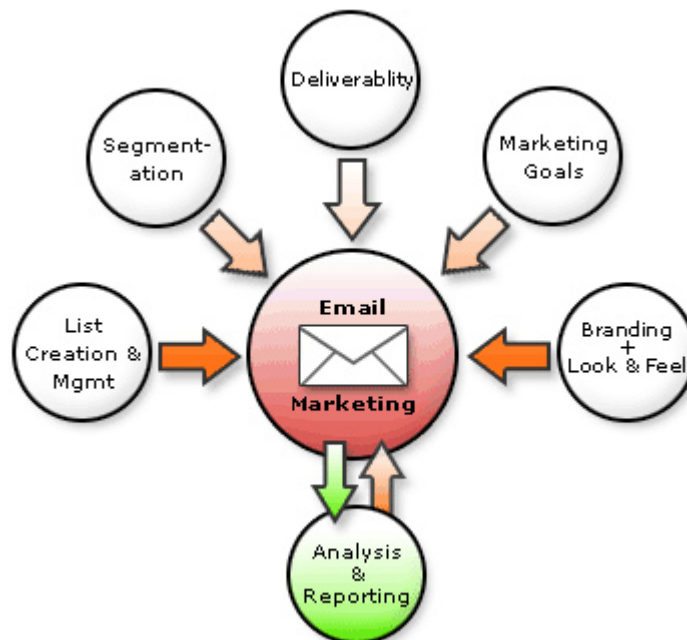 Deliverablity
Segment-
ation
Marketing
Goals
List
Creation &
Mgmt
Email
Marketing
Branding
+
Look & Feel
Analysis
&
Reporting